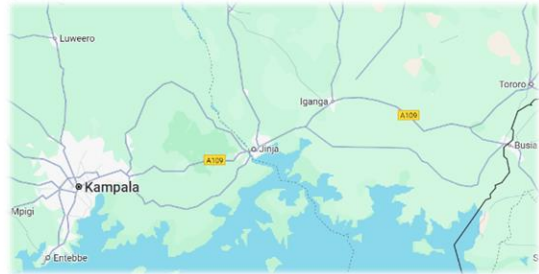 Luweero
Tororo
Iganga
A109
Busia
Jinja
A109
Kampala
Mpigi
Entebbe